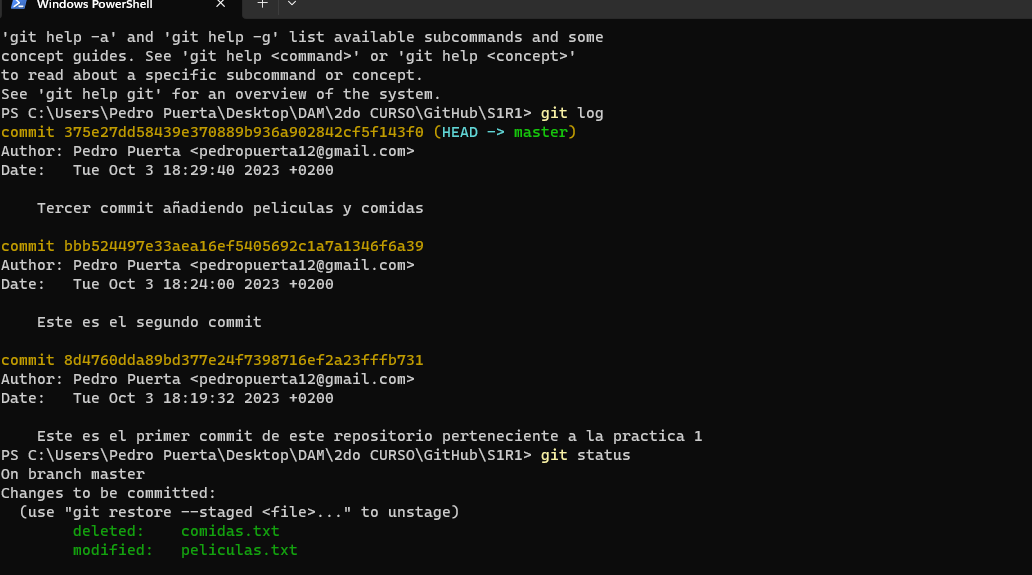 Windows PowerShell
'git help -a' and 'git help -g' list available subcommands and some
concept guides. See 'git help <command>' or 'git help <concept>'
to read about a specific subcommand or concept.
See 'git help git' for an overview of the system.
PS C:\Users\Pedro Puerta\Desktop\DAM\2do CURSO\GitHub\S1R1> git log
commit 375e27dd58439e370889b936a902842cf5f143f0 (HEAD -> master)
Author: Pedro Puerta <pedropuerta12@gmail.com>
Date:   Tue Oct 3 18:29:40 2023 +0200

    Tercer commit añadiendo peliculas y comidas

commit bbb524497e33aea16ef5405692c1a7a1346f6a39
Author: Pedro Puerta <pedropuerta12@gmail.com>
Date:   Tue Oct 3 18:24:00 2023 +0200

    Este es el segundo commit

commit 8d4760dda89bd377e24f7398716ef2a23fffb731
Author: Pedro Puerta <pedropuerta12@gmail.com>
Date:   Tue Oct 3 18:19:32 2023 +0200

    Este es el primer commit de este repositorio perteneciente a la practica 1
PS C:\Users\Pedro Puerta\Desktop\DAM\2do CURSO\GitHub\S1R1> git status
On branch master
Changes to be committed:
  (use "git restore --staged <file>..." to unstage)
        deleted:    comidas.txt
        modified:   peliculas.txt